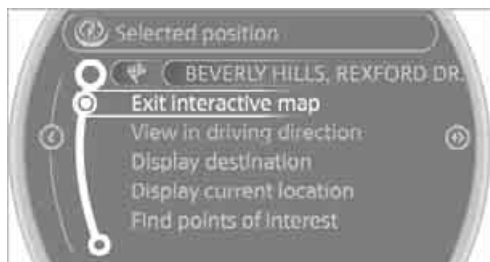 Selected position
BEVERLY HILLS, REXFORD DR.
Exit interactive map
View in driving direction
Display destination
Display current location
Find points of interest